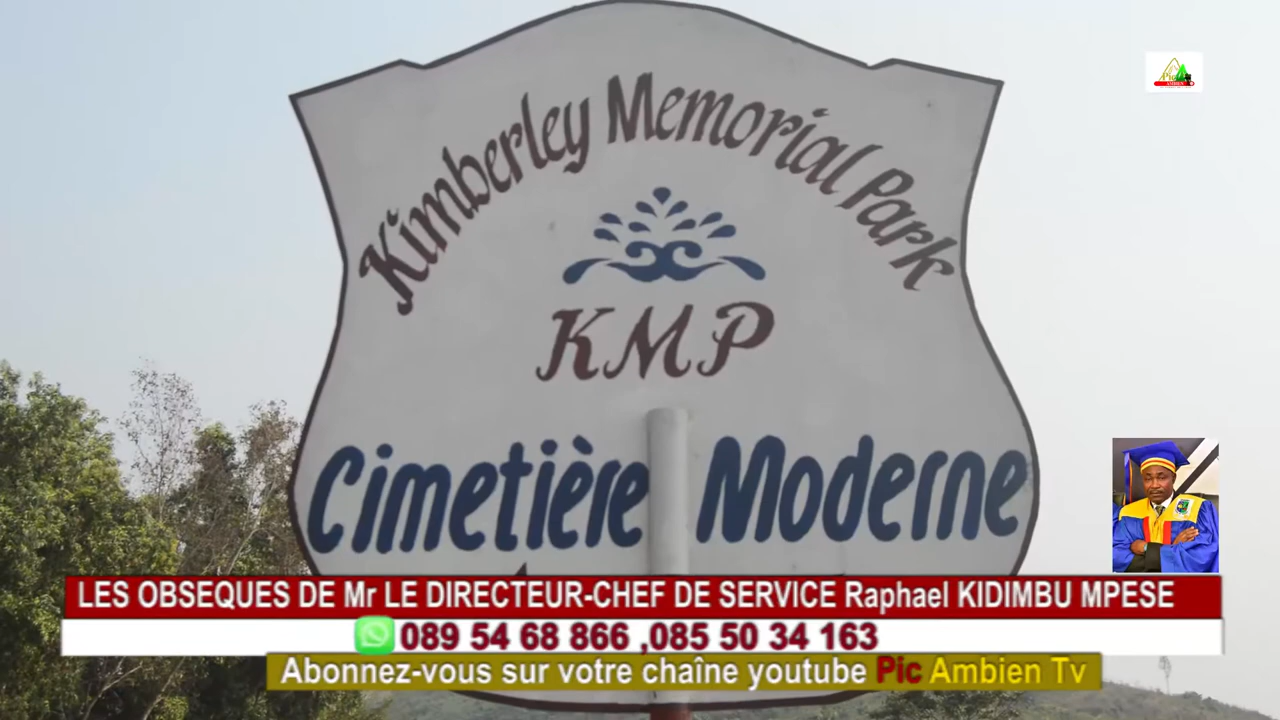 Kimberley Memorial Park
KMP
Cimetière Moderne
LES OBSEQUES DE Mr LE DIRECTEUR-CHEF DE SERVICE Raphael KIDIMBU MPESE
089 54 68 866 ,085 50 34 163
Abonnez-vous sur votre chaîne youtube Pic Ambien Tv